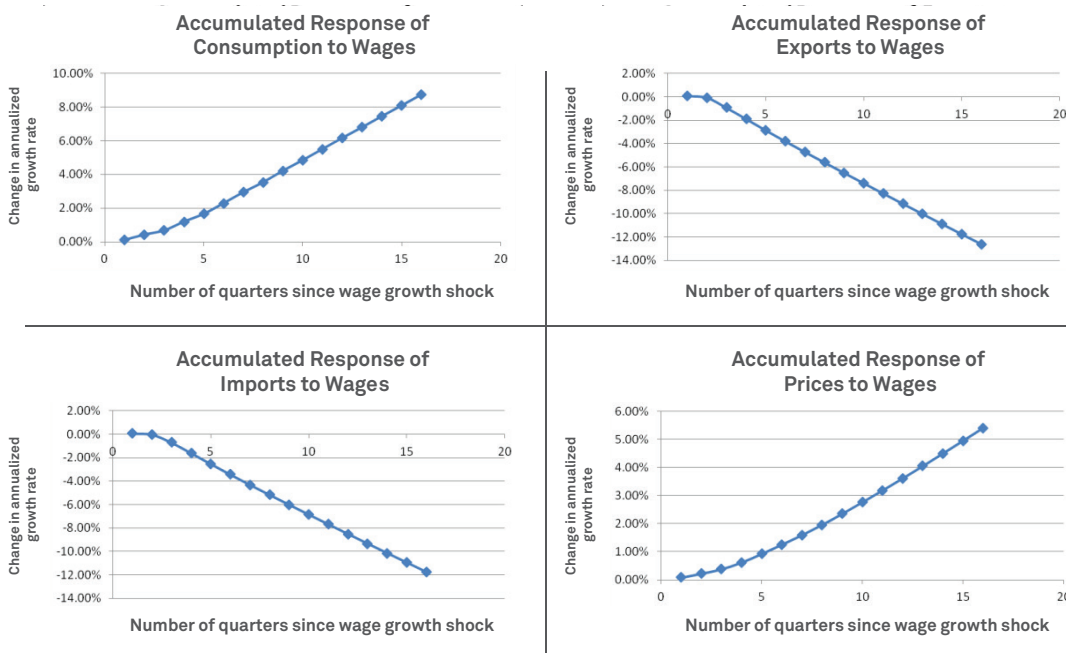 Accumulated Response of
Consumption to Wages
10.00%
8.00%
6.00%
4.00%
2.00%
0.00%
0
5
10
15
20
Change in annualized
growth rate
Number of quarters since wage growth shock
Accumulated Response of
Exports to Wages
2.00%
0.00%
-2.00%
-4.00%
-6.00%
-8.00%
-10.00%
-12.00%
-14.00%
0
5
10
15
20
Change in annualized
growth rate
Number of quarters since wage growth shock
Accumulated Response of
Imports to Wages
2.00%
0.00%
-2.00%
-4.00%
-6.00%
-8.00%
-10.00%
-12.00%
-14.00%
0
5
10
15
20
Change in annualized
growth rate
Number of quarters since wage growth shock
Accumulated Response of
Prices to Wages
6.00%
5.00%
4.00%
3.00%
2.00%
1.00%
0.00%
0
5
10
15
20
Change in annualized
growth rate
Number of quarters since wage growth shock